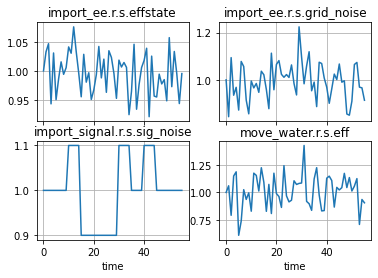 import_ee.r.s.effstate
import_ee.r.s.grid_noise
1.05
1.00
0.95
1.2
1.0
import_signal.r.s.sig_noise
move_water.r.s.eff
1.1
1.0
0.9
1.25
1.00
0.75
0
20
40
0
20
40
time
time